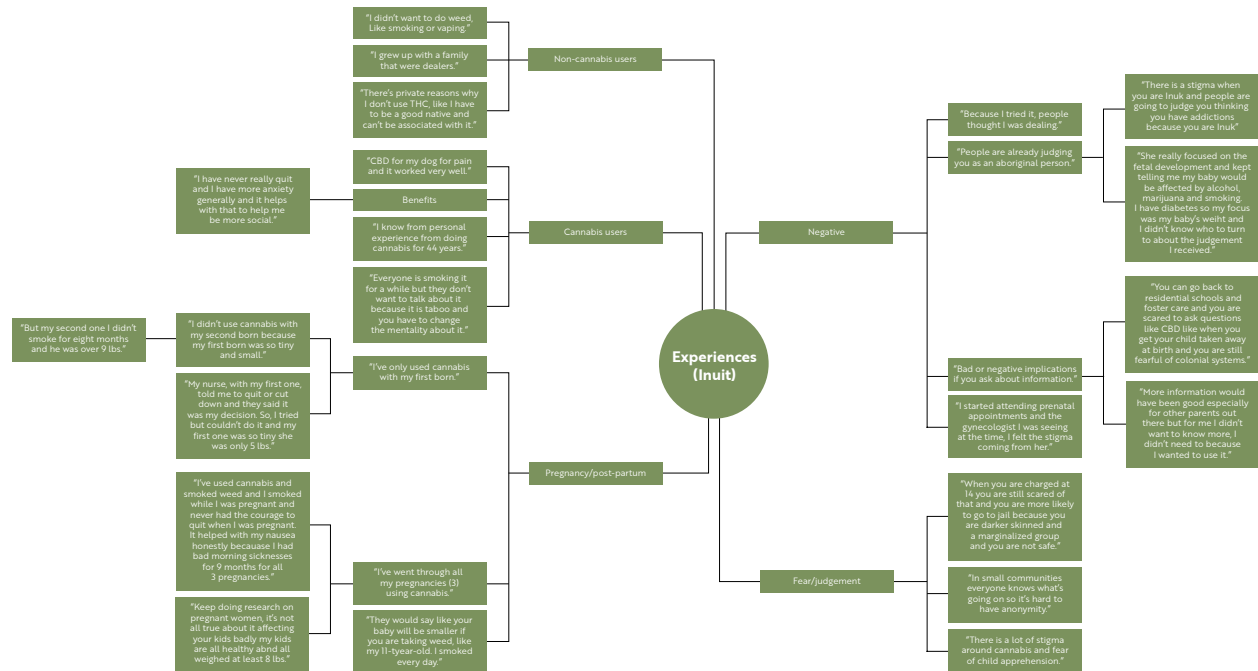 “I didn’t want to do weed,
Like smoking or vaping.”
“I grew up with a family
that were dealers.”
“There’s private reasons why
I don’t use THC, like I have
to be a good native and
can’t be associated with it.”
Non-cannabis users
“CBD for my dog for pain
and it worked very well.”
Benefits
“I have never really quit
and I have more anxiety
generally and it helps
with that to help me
be more social.”
“I know from personal
experience from doing
cannabis for 44 years.”
“Everyone is smoking it
for a while but they don’t
want to talk about it
because it is taboo and
you have to change
the mentality about it.”
Cannabis users
“But my second one I didn’t
smoke for eight months
and he was over 9 lbs.”
“I didn’t use cannabis with
my second born because
my first born was so tiny
and small.”
“My nurse, with my first one,
told me to quit or cut
down and they said it
was my decision. So, I tried
but couldn’t do it and my
first one was so tiny she
was only 5 lbs.”
“I’ve only used cannabis
with my first born.”
Pregnancy/post-partum
“I’ve used cannabis and
smoked weed and I smoked
while I was pregnant and
never had the courage to
quit when I was pregnant.
It helped with my nausea
honestly becauase I had
bad morning sicknesses
for 9 months for all
3 pregnancies.”
“Keep doing research on
pregnant women, it’s not
all true about it affecting
your kids badly my kids
are all healthy abnd all
weighed at least 8 lbs.”
“I’ve went through all
my pregnancies (3)
using cannabis.”
“They would say like your
baby will be smaller if
you are taking weed, like
my 11-tyear-old. I smoked
every day.”
Experiences
(Inuit)
Negative
“Because I tried it, people
thought I was dealing.”
“People are already judging
you as an aboriginal person.”
“There is a stigma when
you are Inuk and people are
going to judge you thinking
you have addictions
because you are Inuk”
“She really focused on the
fetal development and kept
telling me my baby would
be affected by alcohol,
marijuana and smoking.
I have diabetes so my focus
was my baby’s weiht and
I didn’t know who to turn
to about the judgement
I received.”
“Bad or negative implications
if you ask about information.”
“I started attending prenatal
appointments and the
gynecologist I was seeing
at the time, I felt the stigma
coming from her.”
“You can go back to
residential schools and
foster care and you are
scared to ask questions
like CBD like when you
get your child taken away
at birth and you are still
fearful of colonial systems.”
“More information would
have been good especially
for other parents out
there but for me I didn’t
want to know more, I
didn’t need to because
I wanted to use it.”
Fear/judgement
“When you are charged at
14 you are still scared of
that and you are more likely
to go to jail because you
are darker skinned and
a marginalized group
and you are not safe.”
“In small communities
everyone knows what’s
going on so it’s hard to
have anonymity.”
“There is a lot of stigma
around cannabis and fear
of child apprehension.”